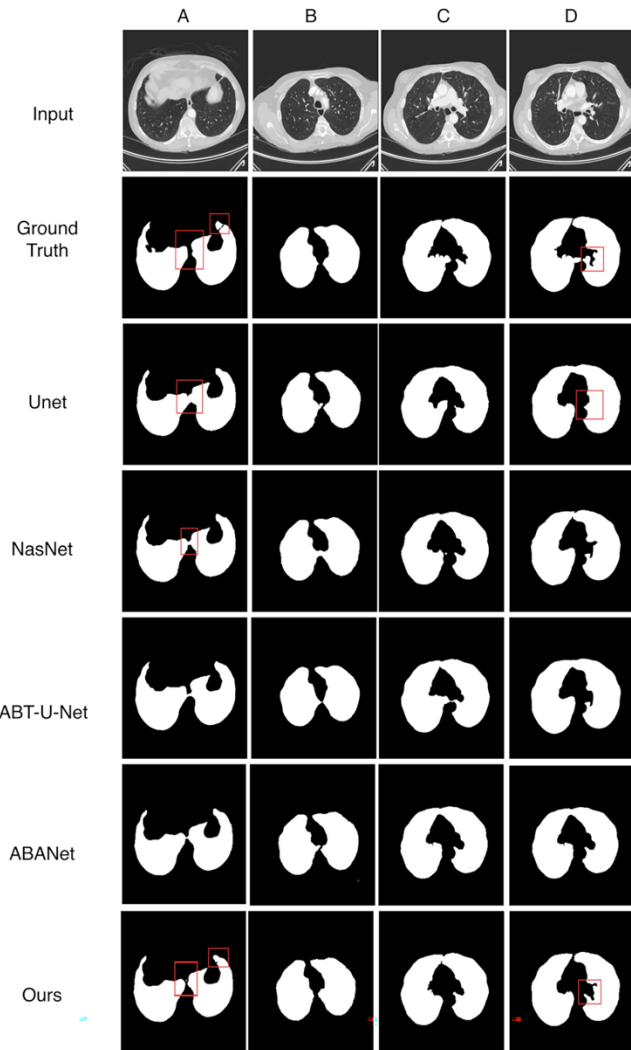 A B C D
Input
Ground
Truth
Unet
NasNet
ABT-U-Net
ABANet
Ours